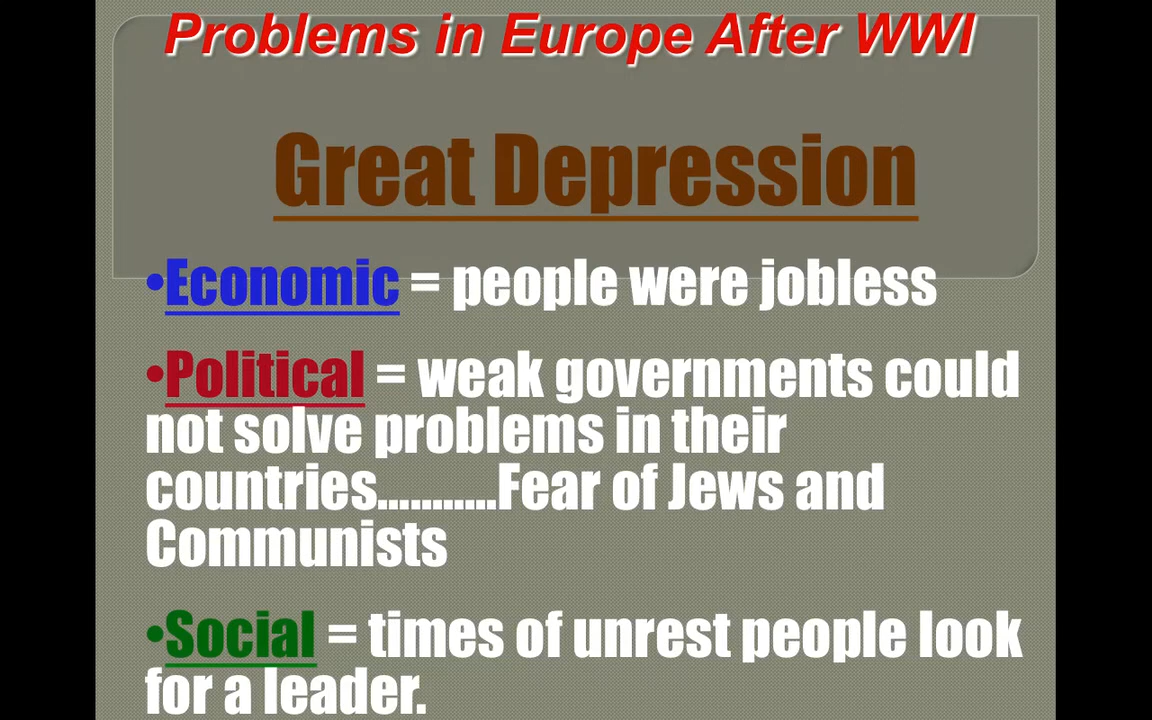 Problems in Europe After WWI
Great Depression
•Economic = people were jobless
•Political = weak governments could
not solve problems in their
countries...........Fear of Jews and
Communists
•Social = times of unrest people look
for a leader.